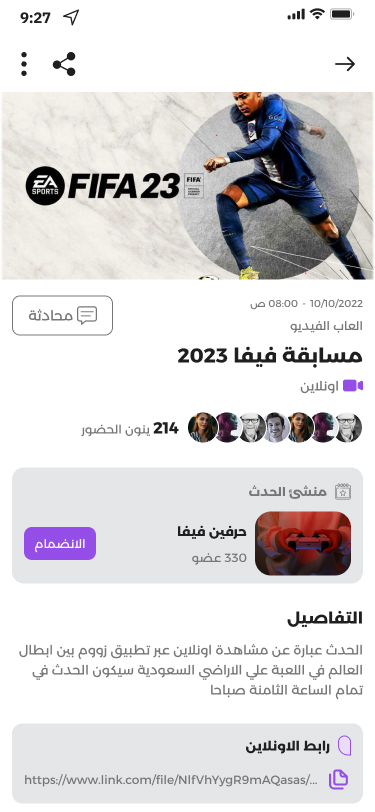 9:27
EA
SPORTS
FIFA 23
FIFA
10/10/2022 - 08:00 ص
محادثة
العاب الفيديو
مسابقة فيفا 2023
اونلاين
214 ينون الحضور
منشئ الحدث
حرفين فيفا
330 عضو
الانضمام
التفاصيل
الحدث عبارة عن مشاهدة اونلاين عبر تطبيق زووم بين ابطال
العالم في اللعبة علي الاراضي السعودية سيكون الحدث في
تمام الساعة الثامنة صباحا
رابط الاونلاين
https://www.link.com/file/NlfVhYygR9mAQasas/...